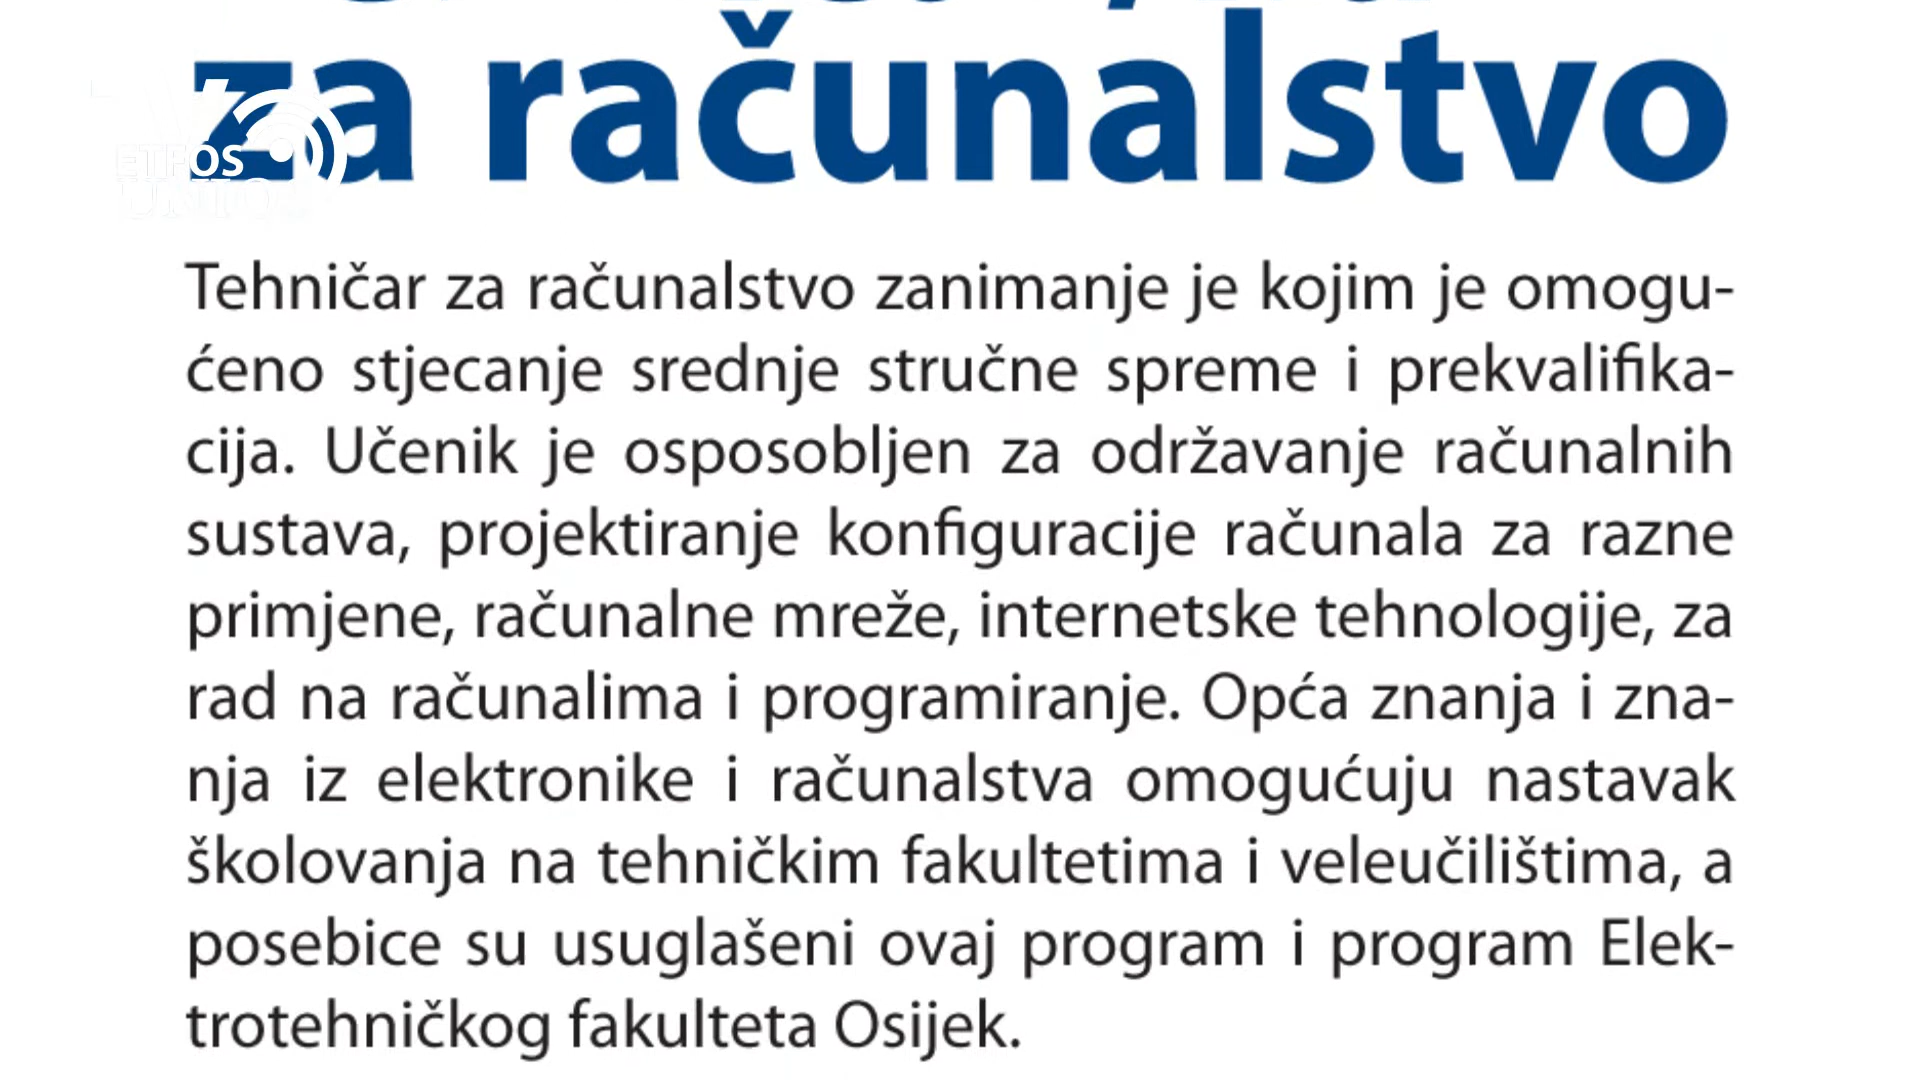 za računalstvo
ETFOS
UNIOS
Tehničar za računalstvo zanimanje je kojim je omogu-
ćeno stjecanje srednje stručne spreme i prekvalifika-
cija. Učenik je osposobljen za održavanje računalnih
sustava, projektiranje konfiguracije računala za razne
primjene, računalne mreže, internetske tehnologije, za
rad na računalima i programiranje. Opća znanja i zna-
nja iz elektronike i računalstva omogućuju nastavak
školovanja na tehničkim fakultetima i veleučilištima, a
posebice su usuglašeni ovaj program i program Elek-
trotehničkog fakulteta Osijek.